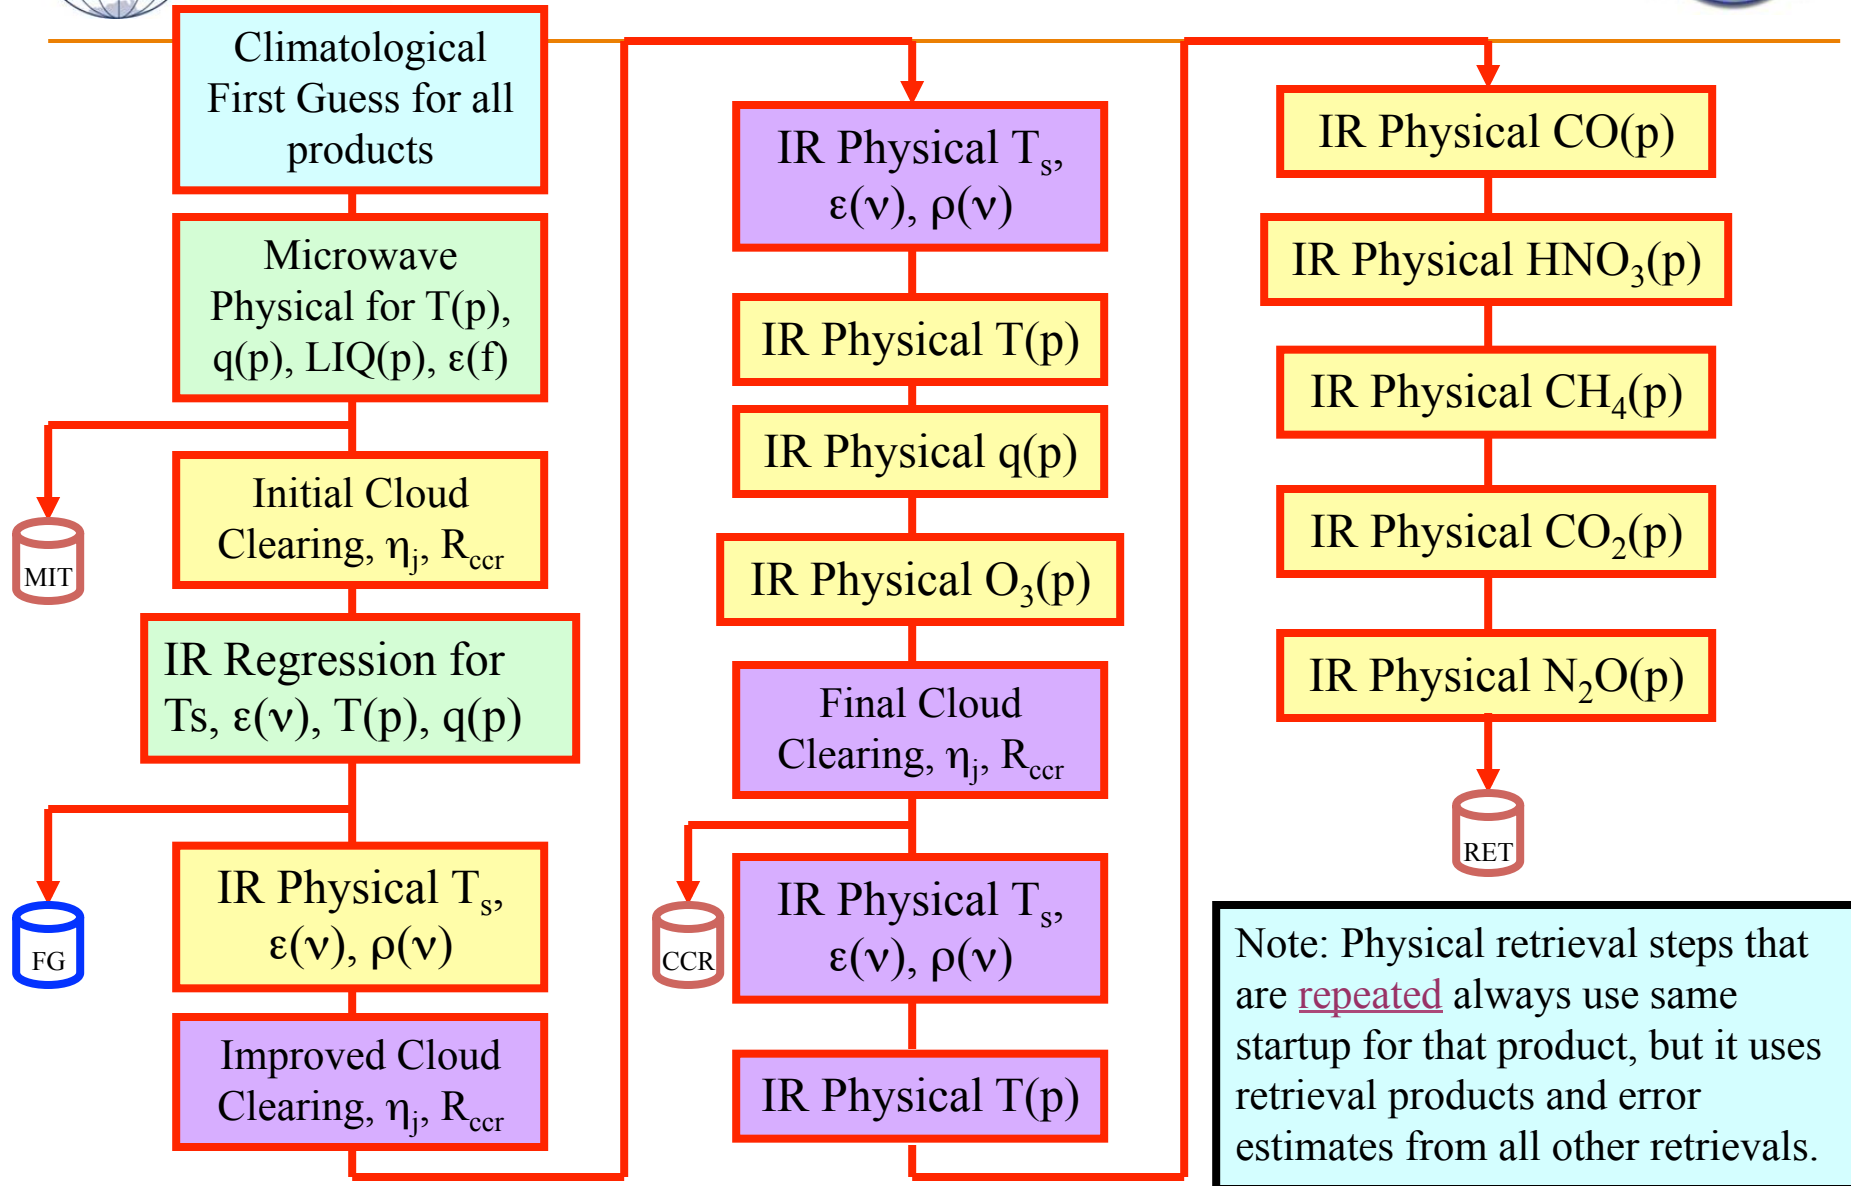 Climatological
First Guess for all
products
Microwave
Physical for T(p),
q(p), LIQ(p), ε(f)
MIT
Initial Cloud
Clearing, ηj, Rccr
IR Regression for
Ts, ε(ν), T(p), q(p)
FG
IR Physical Ts,
ε(ν), ρ(ν)
Improved Cloud
Clearing, ηj, Rccr
IR Physical Ts,
ε(ν), ρ(ν)
IR Physical T(p)
IR Physical q(p)
IR Physical O3(p)
Final Cloud
Clearing, ηj, Rccr
CCR
IR Physical Ts,
ε(ν), ρ(ν)
IR Physical T(p)
IR Physical CO(p)
IR Physical HNO3(p)
IR Physical CH4(p)
IR Physical CO2(p)
IR Physical N2O(p)
RET
Note: Physical retrieval steps that
are repeated always use same
startup for that product, but it uses
retrieval products and error
estimates from all other retrievals.